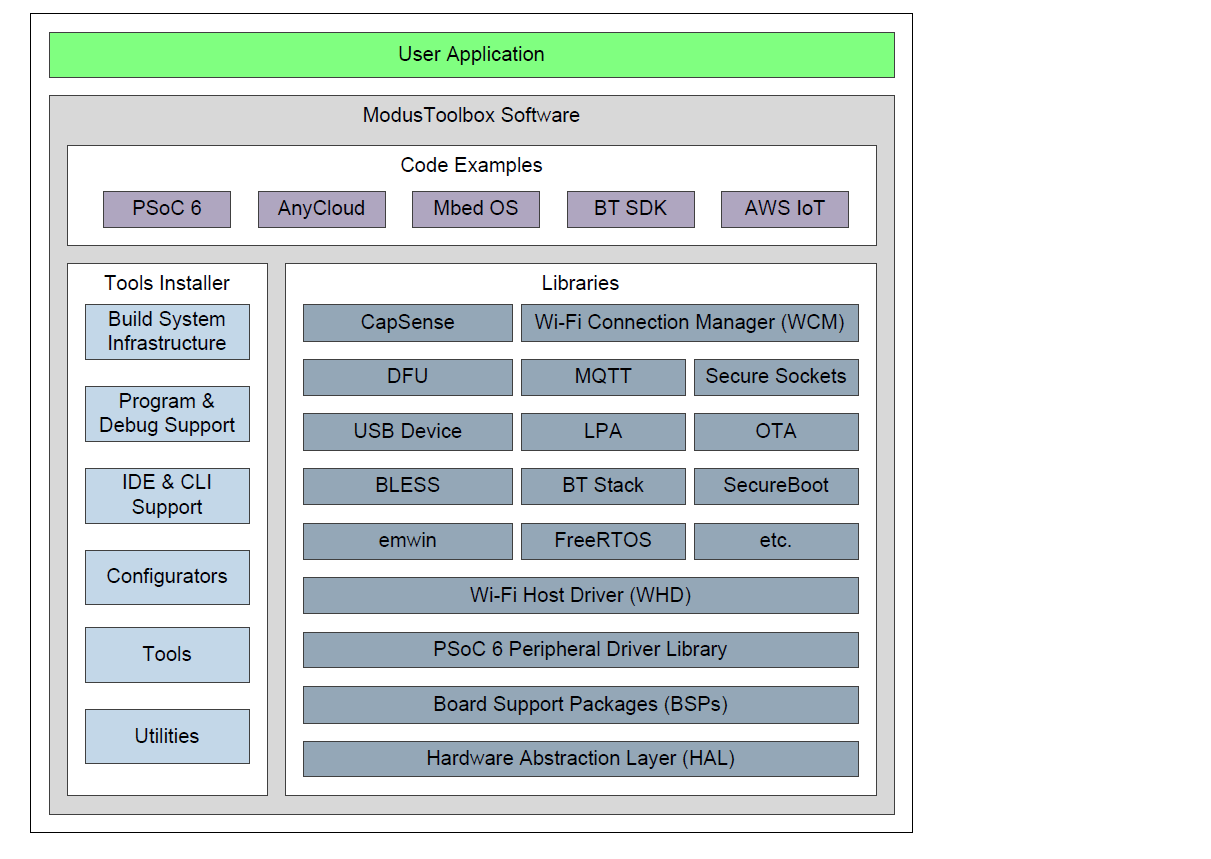 User Application
ModusToolbox Software
Code Examples
PSoC 6
AnyCloud
Mbed OS
BT SDK
AWS IoT
Tools Installer
Build System
Infrastructure
Program &
Debug Support
IDE & CLI
Support
Configurators
Tools
Utilities
Libraries
CapSense
Wi-Fi Connection Manager (WCM)
DFU
MQTT
Secure Sockets
USB Device
LPA
OTA
BLESS
BT Stack
SecureBoot
emwin
FreeRTOS
etc.
Wi-Fi Host Driver (WHD)
PSoC 6 Peripheral Driver Library
Board Support Packages (BSPs)
Hardware Abstraction Layer (HAL)